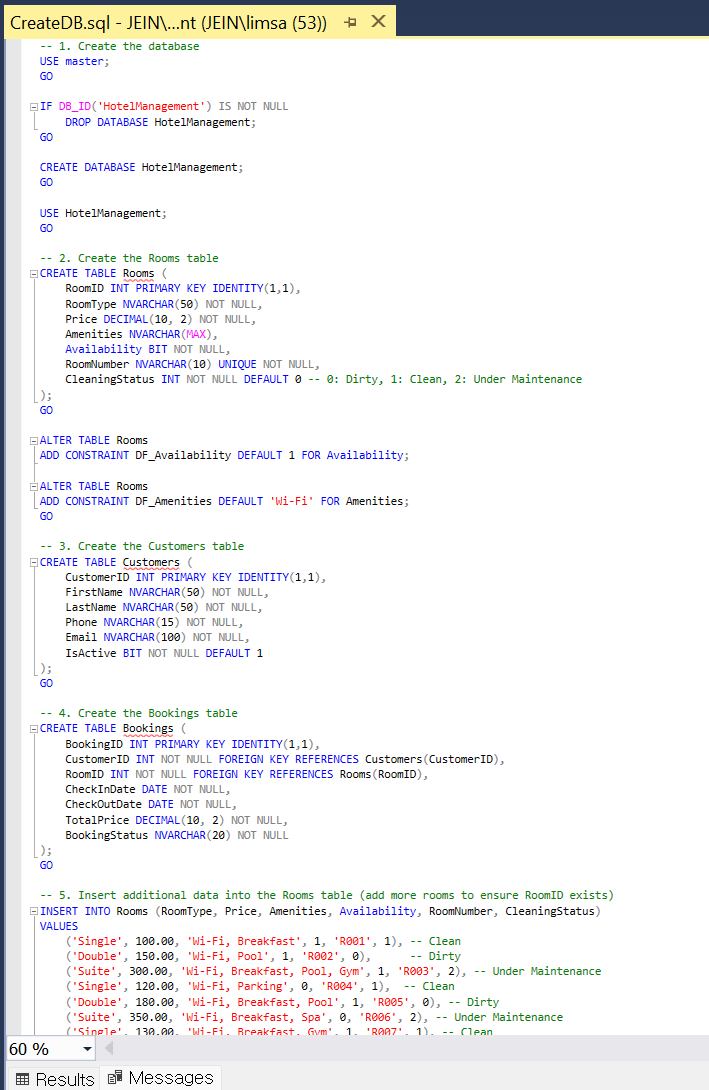 CreateDB.sql - JEIN\...nt (JEIN\limsa (53))
-- 1. Create the database
USE master;
GO
IF DB_ID('HotelManagement') IS NOT NULL
DROP DATABASE HotelManagement;
GO
CREATE DATABASE HotelManagement;
GO
USE HotelManagement;
GO
-- 2. Create the Rooms table
CREATE TABLE Rooms (
RoomID INT PRIMARY KEY IDENTITY(1,1),
RoomType NVARCHAR(50) NOT NULL,
Price DECIMAL(10, 2) NOT NULL,
Amenities NVARCHAR(MAX),
Availability BIT NOT NULL,
RoomNumber NVARCHAR(10) UNIQUE NOT NULL,
CleaningStatus INT NOT NULL DEFAULT 0 -- 0: Dirty, 1: Clean, 2: Under Maintenance
);
GO
ALTER TABLE Rooms
ADD CONSTRAINT DF_Availability DEFAULT 1 FOR Availability;
ALTER TABLE Rooms
ADD CONSTRAINT DF_Amenities DEFAULT 'Wi-Fi' FOR Amenities;
GO
-- 3. Create the Customers table
CREATE TABLE Customers (
CustomerID INT PRIMARY KEY IDENTITY(1,1),
FirstName NVARCHAR(50) NOT NULL,
LastName NVARCHAR(50) NOT NULL,
Phone NVARCHAR(15) NOT NULL,
Email NVARCHAR(100) NOT NULL,
IsActive BIT NOT NULL DEFAULT 1
);
GO
-- 4. Create the Bookings table
CREATE TABLE Bookings (
BookingID INT PRIMARY KEY IDENTITY(1,1),
CustomerID INT NOT NULL FOREIGN KEY REFERENCES Customers(CustomerID),
RoomID INT NOT NULL FOREIGN KEY REFERENCES Rooms(RoomID),
CheckInDate DATE NOT NULL,
CheckOutDate DATE NOT NULL,
TotalPrice DECIMAL(10, 2) NOT NULL,
BookingStatus NVARCHAR(20) NOT NULL
);
GO
-- 5. Insert additional data into the Rooms table (add more rooms to ensure RoomID exists)
INSERT INTO Rooms (RoomType, Price, Amenities, Availability, RoomNumber, CleaningStatus)
VALUES
('Single', 100.00, 'Wi-Fi, Breakfast', 1, 'R001', 1), -- Clean
('Double', 150.00, 'Wi-Fi, Pool', 1, 'R002', 0), -- Dirty
('Suite', 300.00, 'Wi-Fi, Breakfast, Pool, Gym', 1, 'R003', 2), -- Under Maintenance
('Single', 120.00, 'Wi-Fi, Parking', 0, 'R004', 1), -- Clean
('Double', 180.00, 'Wi-Fi, Breakfast, Pool', 1, 'R005', 0), -- Dirty
('Suite', 350.00, 'Wi-Fi, Breakfast, Spa', 0, 'R006', 2), -- Under Maintenance
('Single', 130.00, 'Wi-Fi, Breakfast, Gym', 1, 'R007', 1), -- Clean
60 %
Results Messages